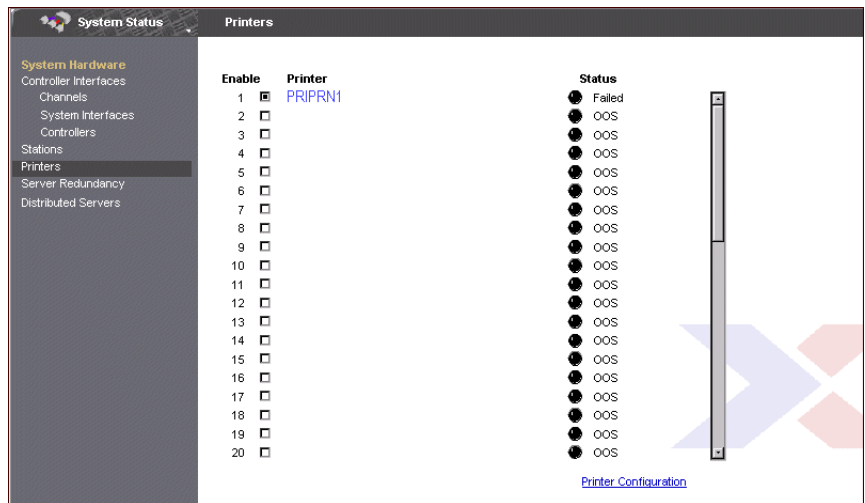 System Status
Printers
System Hardware
Controller Interfaces
Channels
System Interfaces
Controllers
Stations
Printers
Server Redundancy
Distributed Servers
Enable Printer Status
1 PRIPRN1 Failed
2 OOS
3 OOS
4 OOS
5 OOS
6 OOS
7 OOS
8 OOS
9 OOS
10 OOS
11 OOS
12 OOS
13 OOS
14 OOS
15 OOS
16 OOS
17 OOS
18 OOS
19 OOS
20 OOS
Printer Configuration